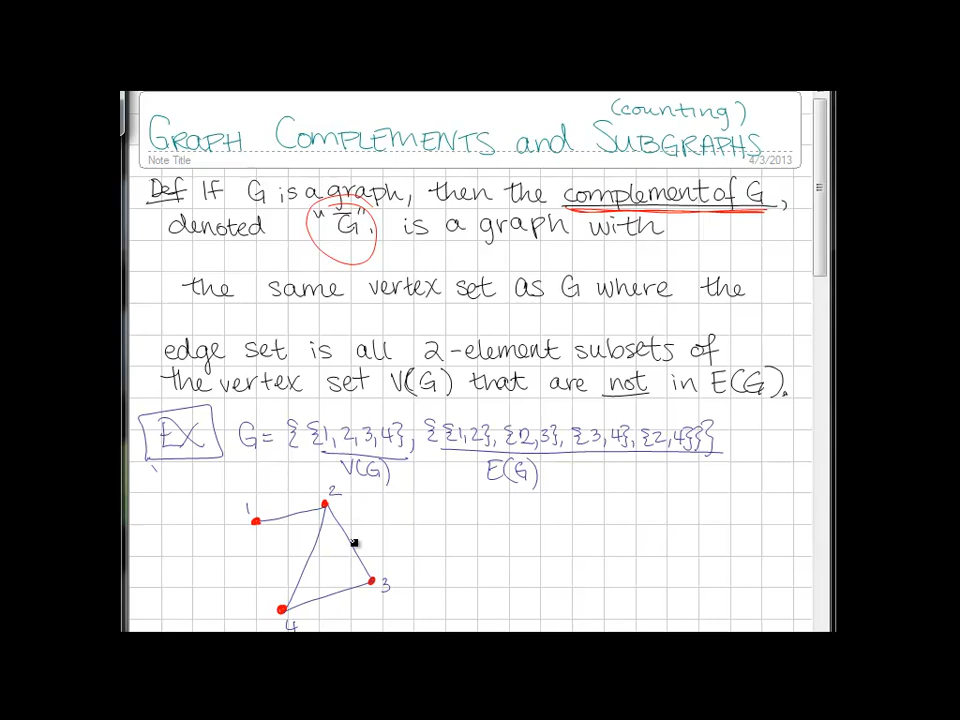 (counting)
GRAPH COMPLEMENTS and SUBGRAPHS
Note Title
4/3/2013
Def If G is a graph, then the complement of G,
denoted "G̅", is a graph with
the same vertex set as G where the
edge set is all 2-element subsets of
the vertex set V(G) that are not in E(G).
EX G = { {1,2,3,4}, {{1,2}, {2,3}, {3,4}, {2,4}}}
V(G) E(G)
2
1
3
4